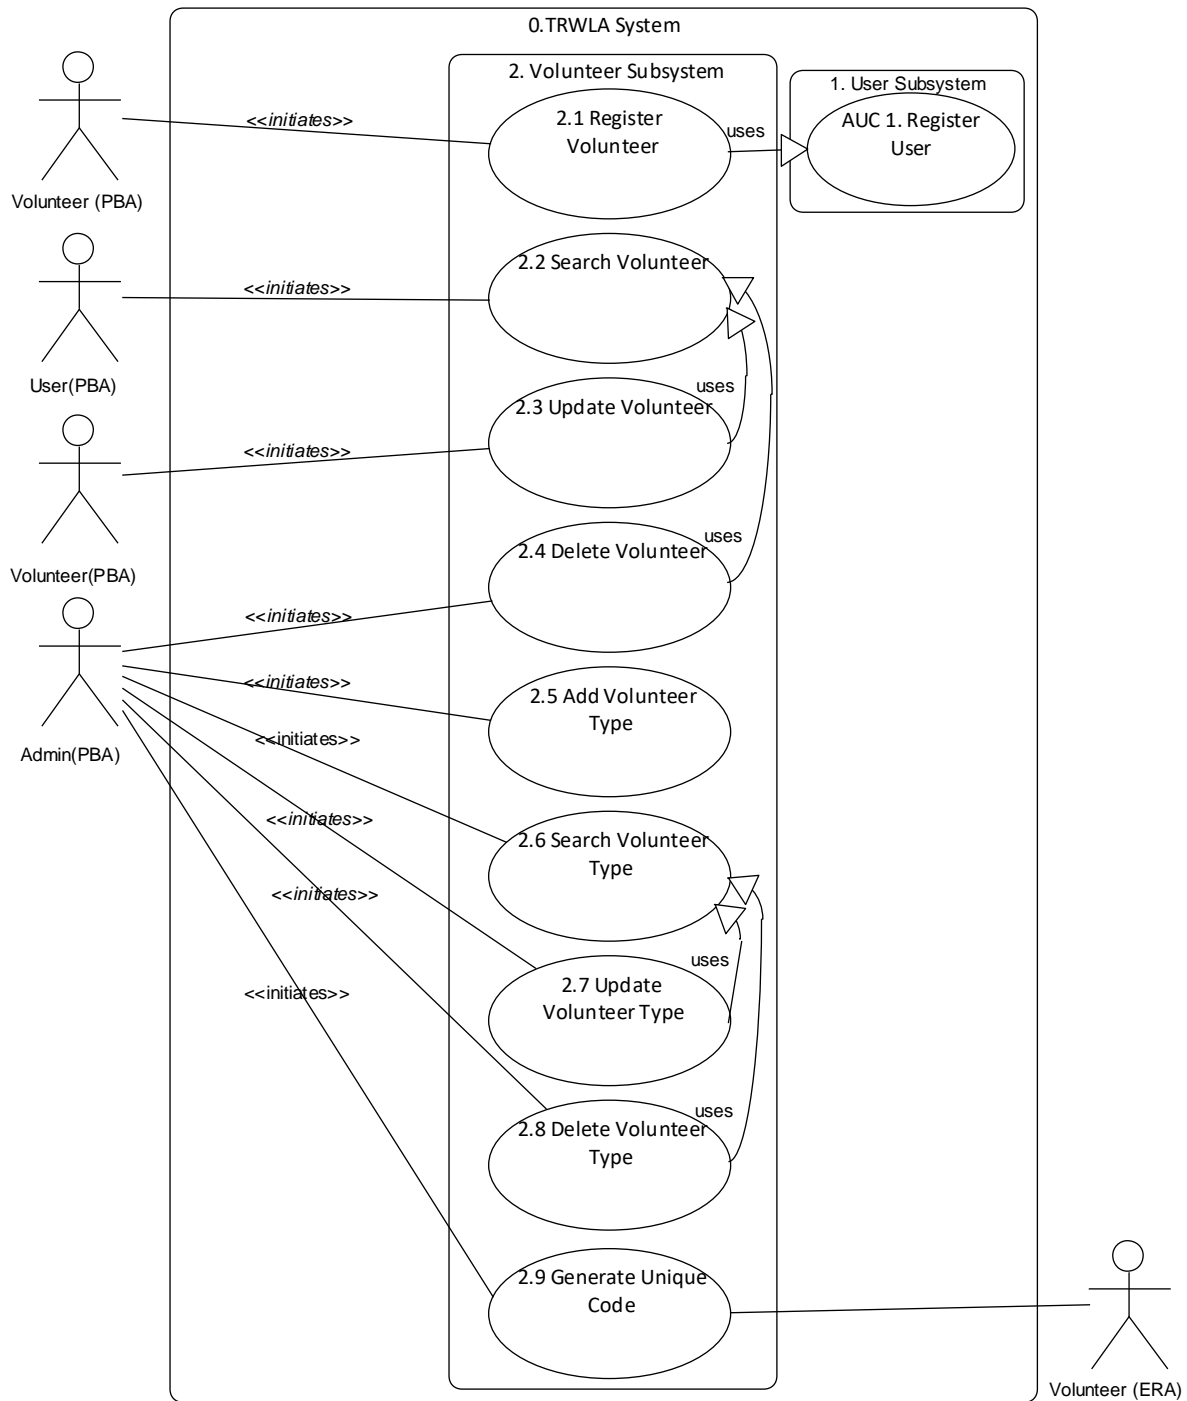 0.TRWLA System
2. Volunteer Subsystem
1. User Subsystem
2.1 Register
Volunteer
AUC 1. Register
User
<<initiates>>
uses
Volunteer (PBA)
2.2 Search Volunteer
<<initiates>>
User(PBA)
uses
2.3 Update Volunteer
<<initiates>>
Volunteer(PBA)
uses
2.4 Delete Volunteer
<<initiates>>
2.5 Add Volunteer
Type
<<initiates>>
Admin(PBA)
<<initiates>>
2.6 Search Volunteer
Type
<<initiates>>
<<initiates>>
uses
2.7 Update
Volunteer Type
<<initiates>>
uses
2.8 Delete Volunteer
Type
2.9 Generate Unique
Code
Volunteer (ERA)